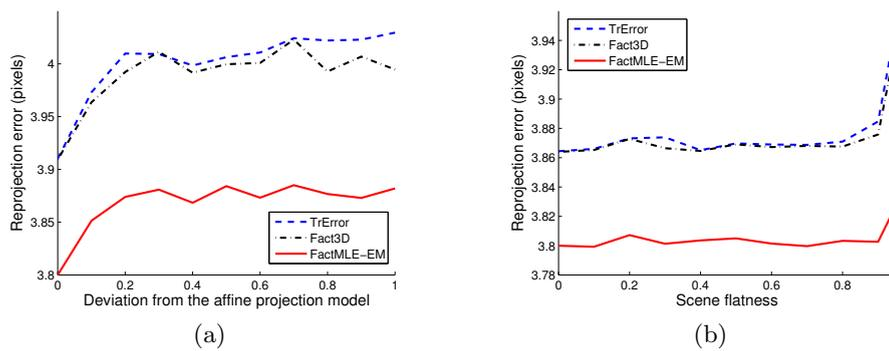 Reprojection error (pixels)
4
3.95
3.9
3.85
3.8
0 0.2 0.4 0.6 0.8 1
Deviation from the affine projection model
TrError
Fact3D
FactMLE−EM
(a)
Reprojection error (pixels)
3.94
3.92
3.9
3.88
3.86
3.84
3.82
3.8
3.78
0 0.2 0.4 0.6 0.8
Scene flatness
TrError
Fact3D
FactMLE−EM
(b)